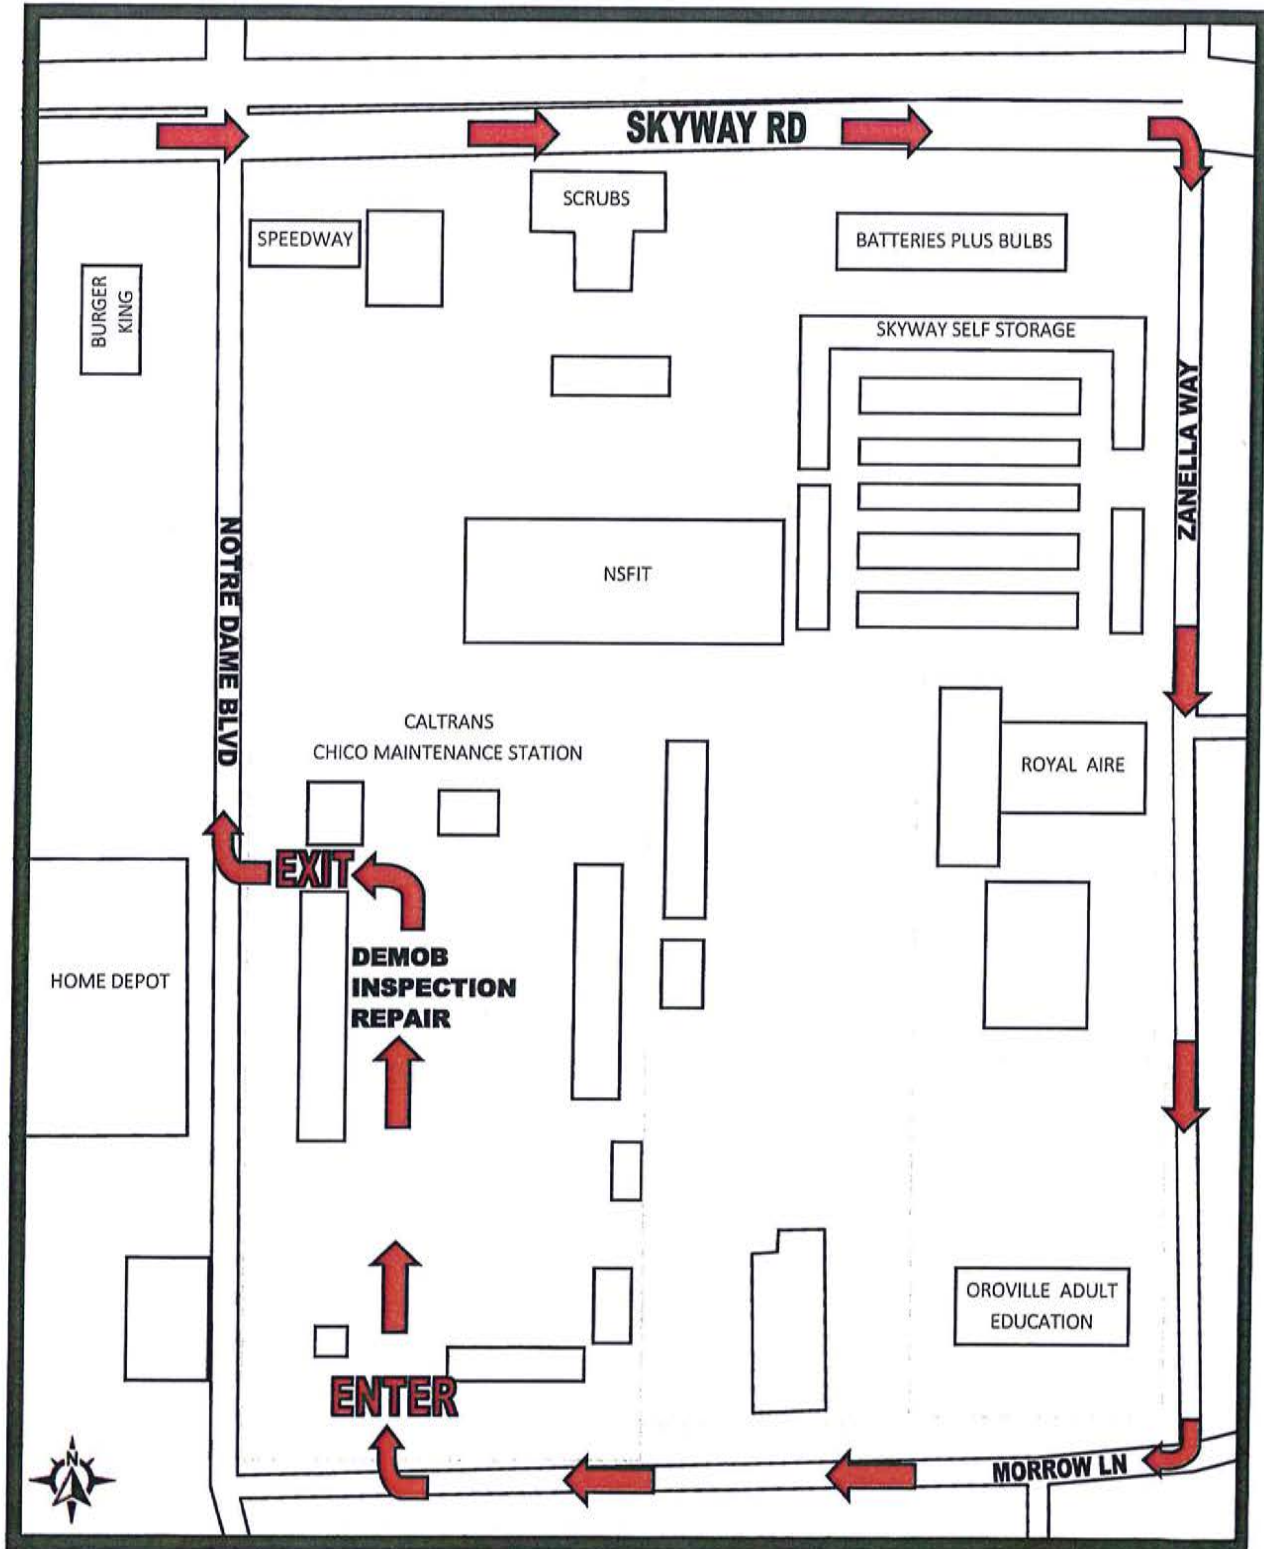 SKYWAY RD
SCRUBS
SPEEDWAY
BATTERIES PLUS BULBS
BURGER
KING
SKYWAY SELF STORAGE
ZANELLA WAY
NOTRE DAME BLVD
NSFIT
CALTRANS
CHICO MAINTENANCE STATION
ROYAL AIRE
EXIT
DEMOB
INSPECTION
REPAIR
HOME DEPOT
OROVILLE ADULT
EDUCATION
ENTER
MORROW LN
N